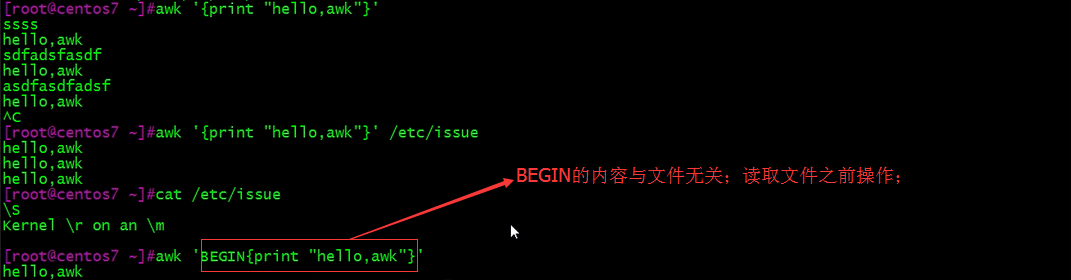 [root@centos7 ~]#awk '{print "hello,awk"}'
ssss
hello,awk
sdfadsfasdf
hello,awk
asdfasdfadsf
hello,awk
^C
[root@centos7 ~]#awk '{print "hello,awk"}' /etc/issue
hello,awk
hello,awk
hello,awk
BEGIN的内容与文件无关；读取文件之前操作；
[root@centos7 ~]#cat /etc/issue
\S
Kernel \r on an \m
[root@centos7 ~]#awk 'BEGIN{print "hello,awk"}'
hello,awk